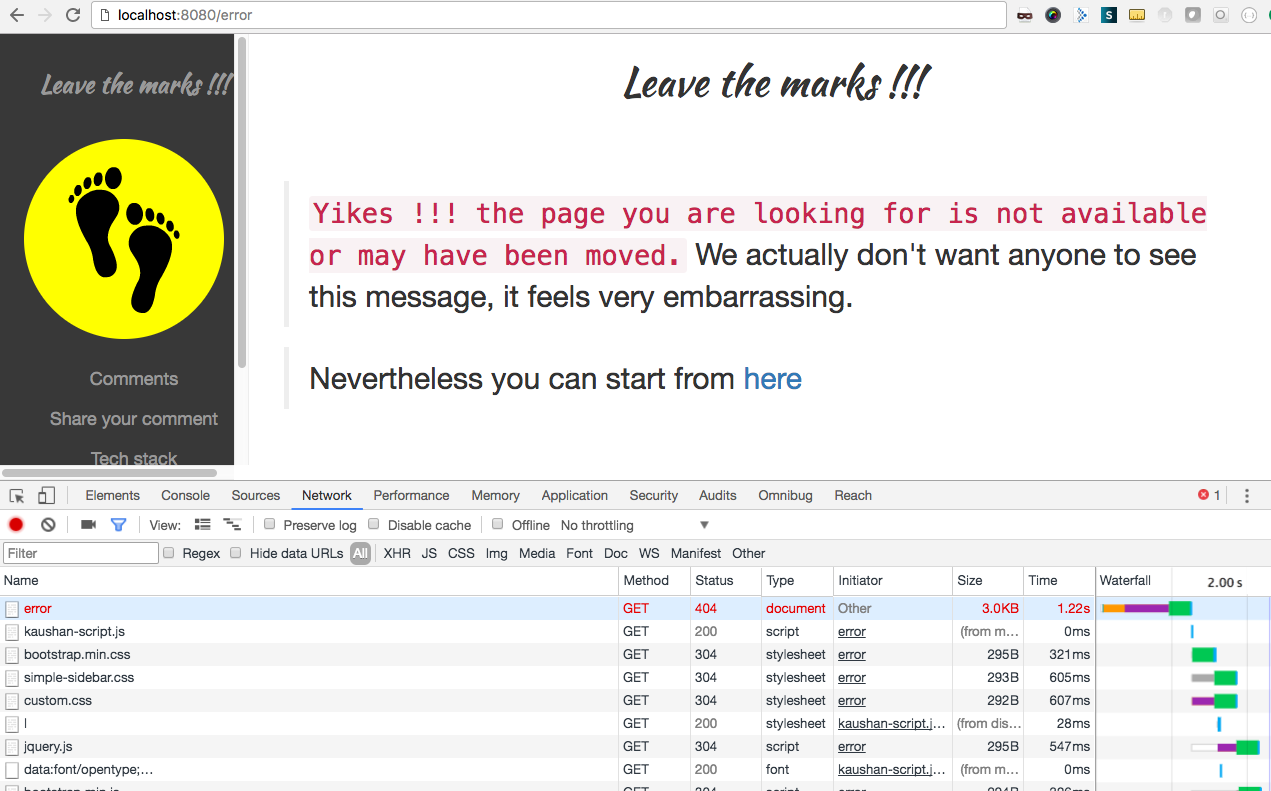 localhost:8080/error
S
Leave the marks !!!
Comments
Share your comment
Tech stack
Leave the marks !!!
Yikes !!! the page you are looking for is not available
or may have been moved. We actually don't want anyone to see
this message, it feels very embarrassing.
Nevertheless you can start from here
Elements Console Sources Network Performance Memory Application Security Audits Omnibug Reach 1
View: Preserve log Disable cache Offline No throttling
Filter Regex Hide data URLs All XHR JS CSS Img Media Font Doc WS Manifest Other
Name Method Status Type Initiator Size Time Waterfall 2.00 s
error GET 404 document Other 3.0KB 1.22s
kaushan-script.js GET 200 script error (from m... 0ms
bootstrap.min.css GET 304 stylesheet error 295B 321ms
simple-sidebar.css GET 304 stylesheet error 293B 605ms
custom.css GET 304 stylesheet error 292B 607ms
l GET 200 stylesheet kaushan-script.j... (from dis... 28ms
jquery.js GET 304 script error 295B 547ms
data:font/opentype;... GET 200 font kaushan-script.j... (from m... 0ms